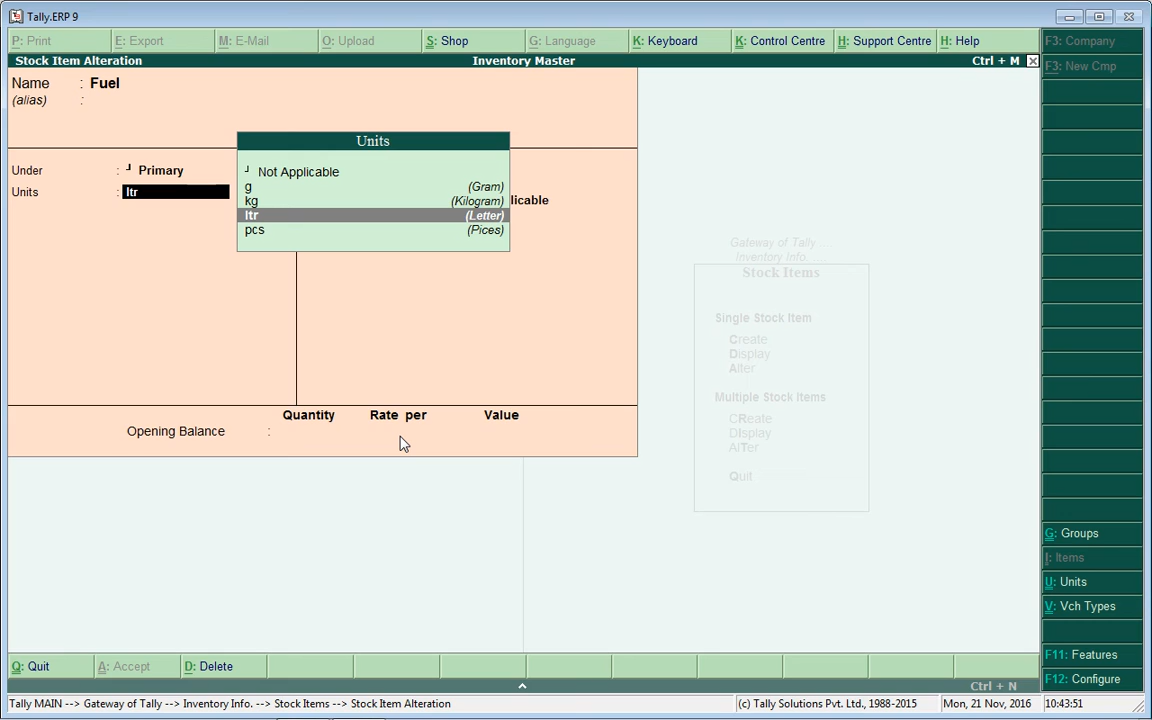 Tally.ERP 9
P: Print E: Export M: E-Mail O: Upload S: Shop G: Language K: Keyboard K: Control Centre H: Support Centre H: Help F3: Company
Stock Item Alteration Inventory Master Ctrl + M
F3: New Cmp
Name : Fuel
(alias) :
Units
Under : ┘ Primary
┘ Not Applicable
g (Gram)
Units : ltr
kg (Kilogram) licable
ltr (Letter)
pcs (Pices)
Gateway of Tally.....
Inventory Info.......
Stock Items
Single Stock Item
Create
Display
Alter
Multiple Stock Items
CReate
DIsplay
AlTer
Quit
Quantity Rate per Value
Opening Balance :
G: Groups
I: Items
U: Units
V: Vch Types
F11: Features
F12: Configure
Q: Quit A: Accept D: Delete
Ctrl + N
Tally MAIN --> Gateway of Tally --> Inventory Info. --> Stock Items --> Stock Item Alteration (c) Tally Solutions Pvt. Ltd., 1988-2015 Mon, 21 Nov, 2016 10:43:51